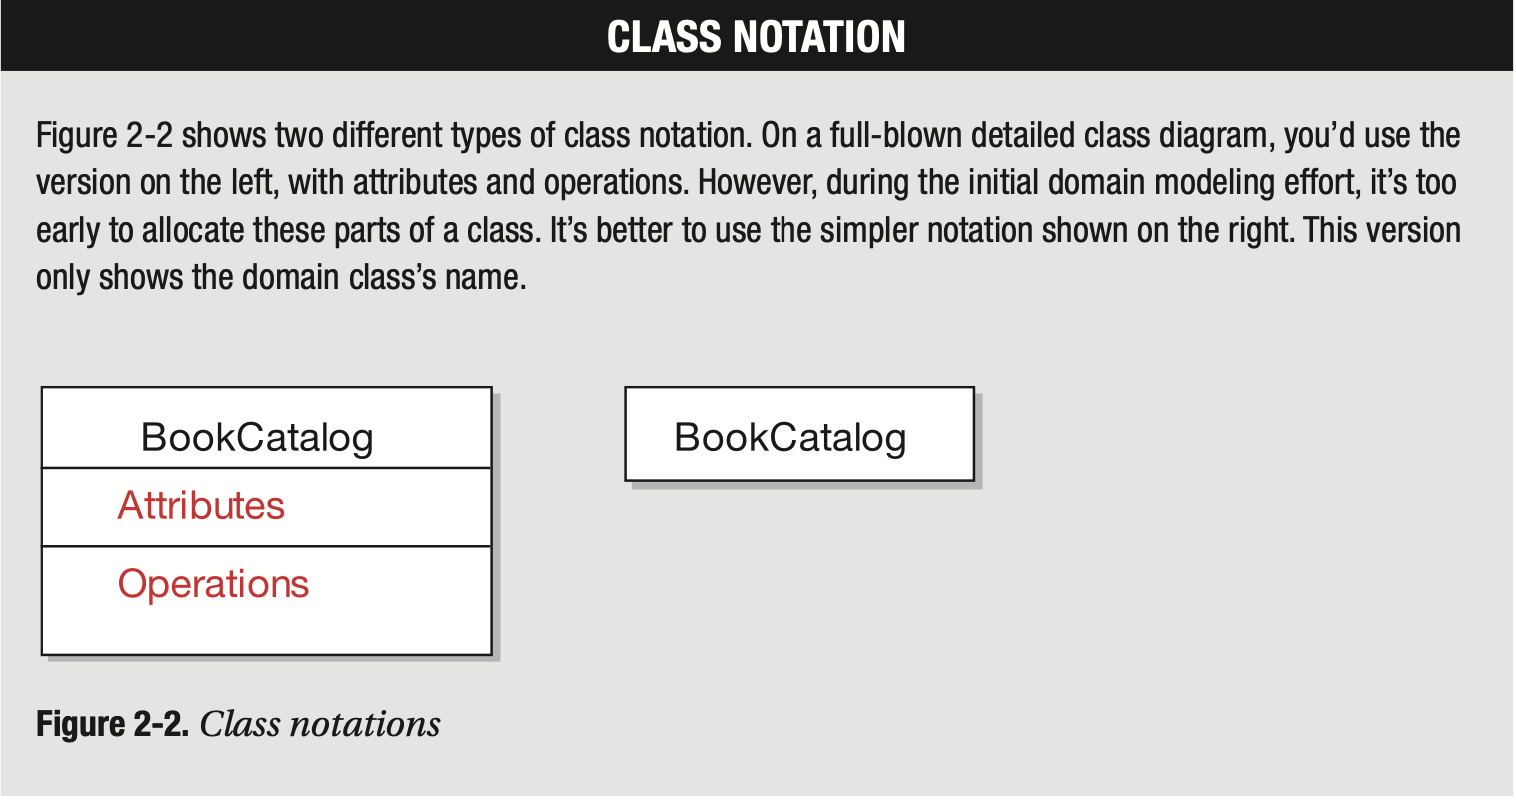 CLASS NOTATION
Figure 2-2 shows two different types of class notation. On a full-blown detailed class diagram, you’d use the
version on the left, with attributes and operations. However, during the initial domain modeling effort, it’s too
early to allocate these parts of a class. It’s better to use the simpler notation shown on the right. This version
only shows the domain class’s name.
BookCatalog
Attributes
Operations
BookCatalog
Figure 2-2. Class notations